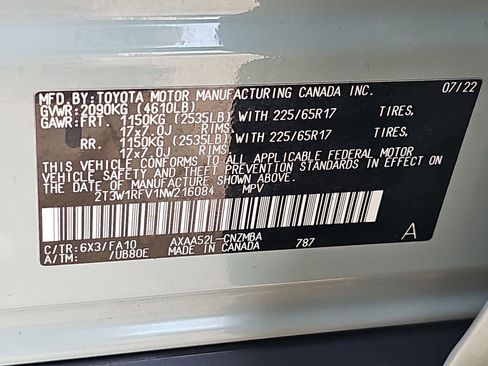 MFD.BY:TOYOTA MOTOR MANUFACTURING CANADA INC. 07/22
GVWR:2090KG (4610LB)
GAWR:FRT. 1150KG (2535LB) WITH 225/65R17 TIRES,
17x7.0J RIMS,
RR. 1150KG (2535LB) WITH 225/65R17 TIRES,
17x7.0J RIMS,
THIS VEHICLE CONFORMS TO ALL APPLICABLE FEDERAL MOTOR
VEHICLE SAFETY AND THEFT PREVENTION STANDARDS IN EFFECT
ON THE DATE OF MANUFACTURE SHOWN ABOVE.
2T3W1RFV1NW216084 MPV
C/TR:6X3/FA10 AXAA52L-CNZMBA
A/TM: /UB80E MADE IN CANADA 787 A